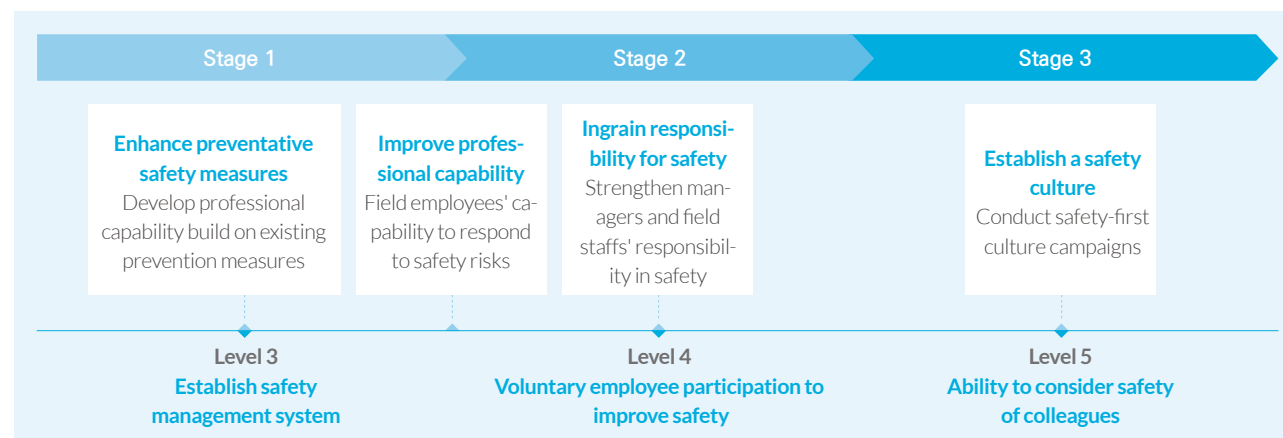 Stage 1
Stage 2
Stage 3
Enhance preventative
safety measures
Develop professional
capability build on existing
prevention measures
Improve profes-
sional capability
Field employees' ca-
pability to respond
to safety risks
Ingrain responsi-
bility for safety
Strengthen man-
agers and field
staffs' responsibil-
ity in safety
Establish a safety
culture
Conduct safety-first
culture campaigns
Level 3
Establish safety
management system
Level 4
Voluntary employee participation to
improve safety
Level 5
Ability to consider safety
of colleagues